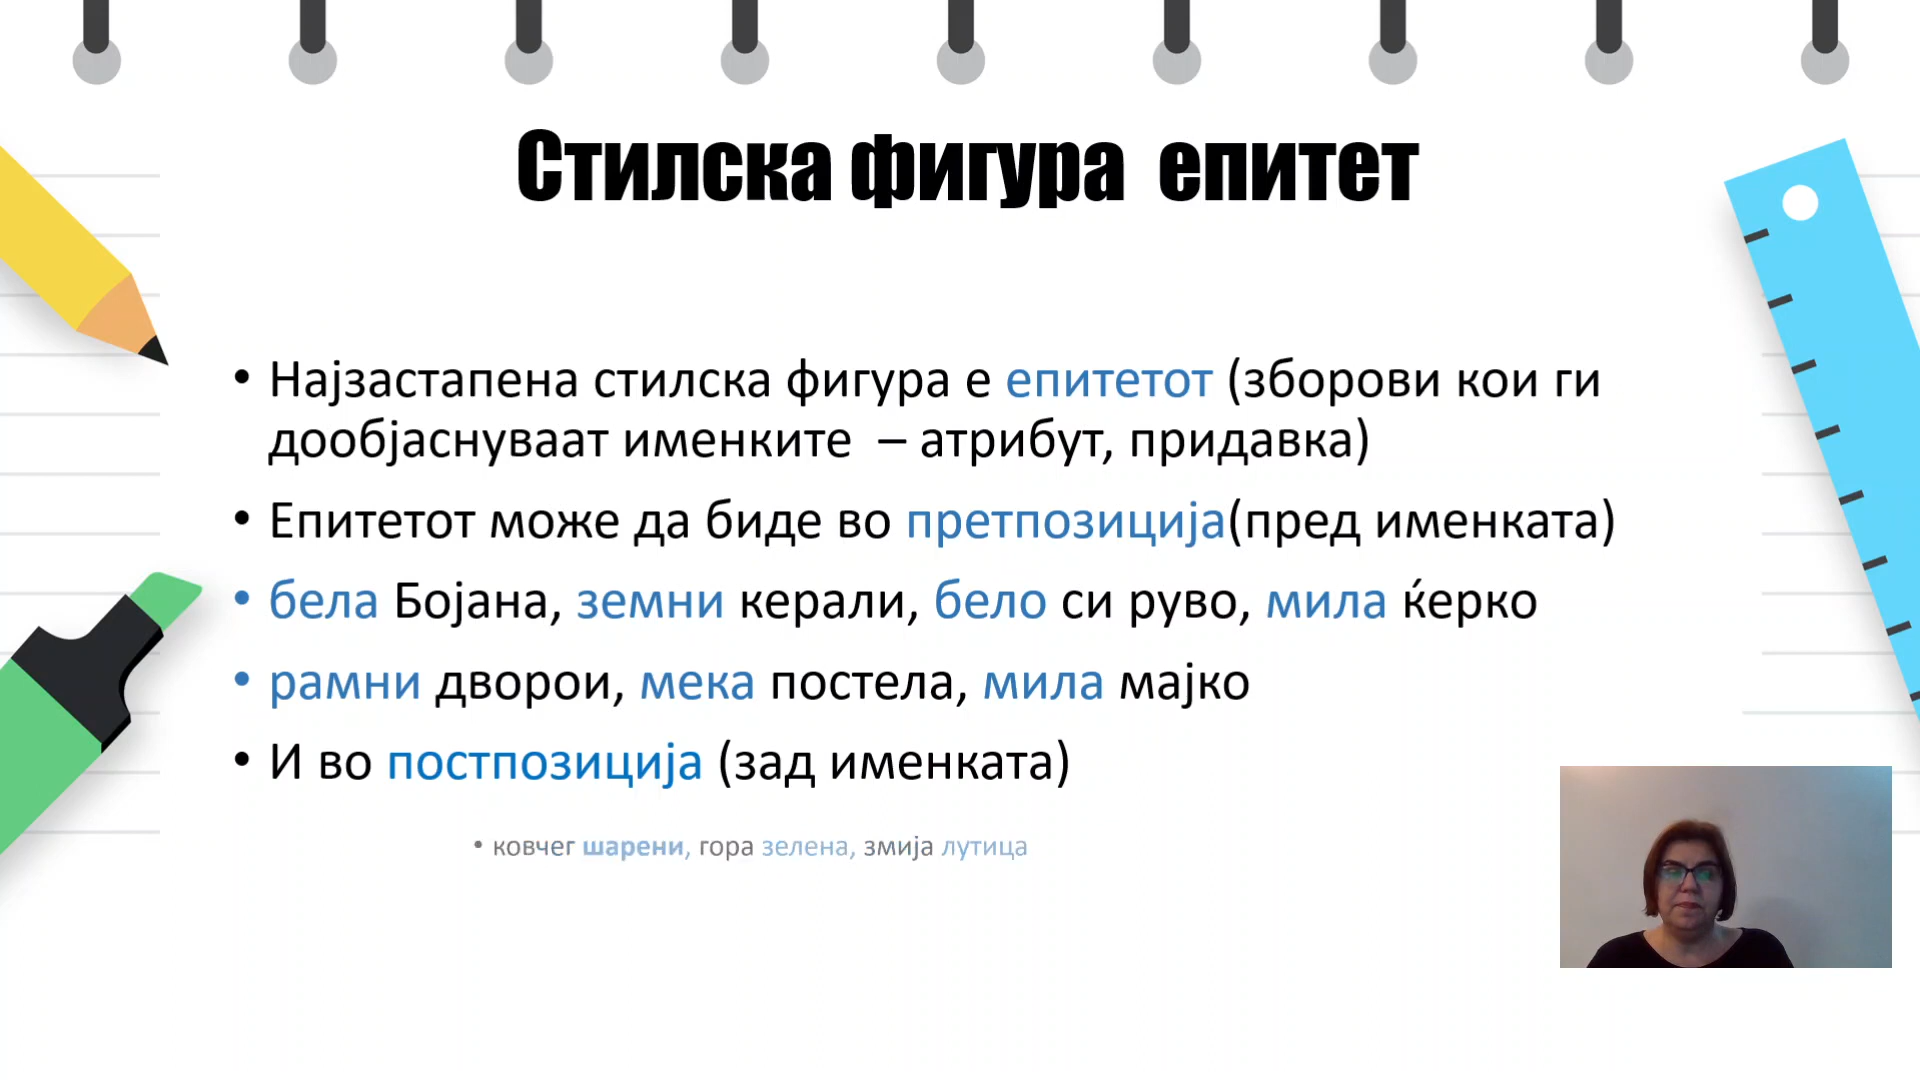 Стилска фигура епитет
• Најзастапена стилска фигура е епитетот (зборови кои ги
дообјаснуваат именките – атрибут, придавка)
• Епитетот може да биде во претпозиција(пред именката)
• бела Бојана, земни керали, бело си руво, мила ќерко
• рамни дворои, мека постела, мила мајко
• И во постпозиција (зад именката)
• ковчег шарени, гора зелена, змија лутица